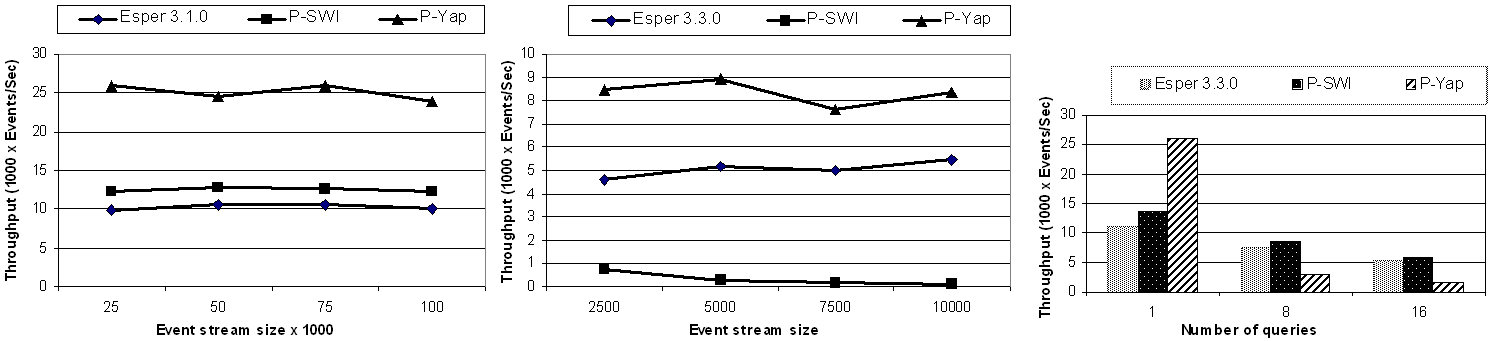 Esper 3.1.0 P-SWI P-Yap
Throughput (1000 x Events/Sec)
30
25
20
15
10
5
0
25 50 75 100
Event stream size x 1000
Esper 3.3.0 P-SWI P-Yap
Throughput (1000 x Events/Sec)
10
9
8
7
6
5
4
3
2
1
0
2500 5000 7500 10000
Event stream size
Esper 3.3.0 P-SWI P-Yap
Throughput (1000 x Events/Sec)
30
25
20
15
10
5
0
1 8 16
Number of queries